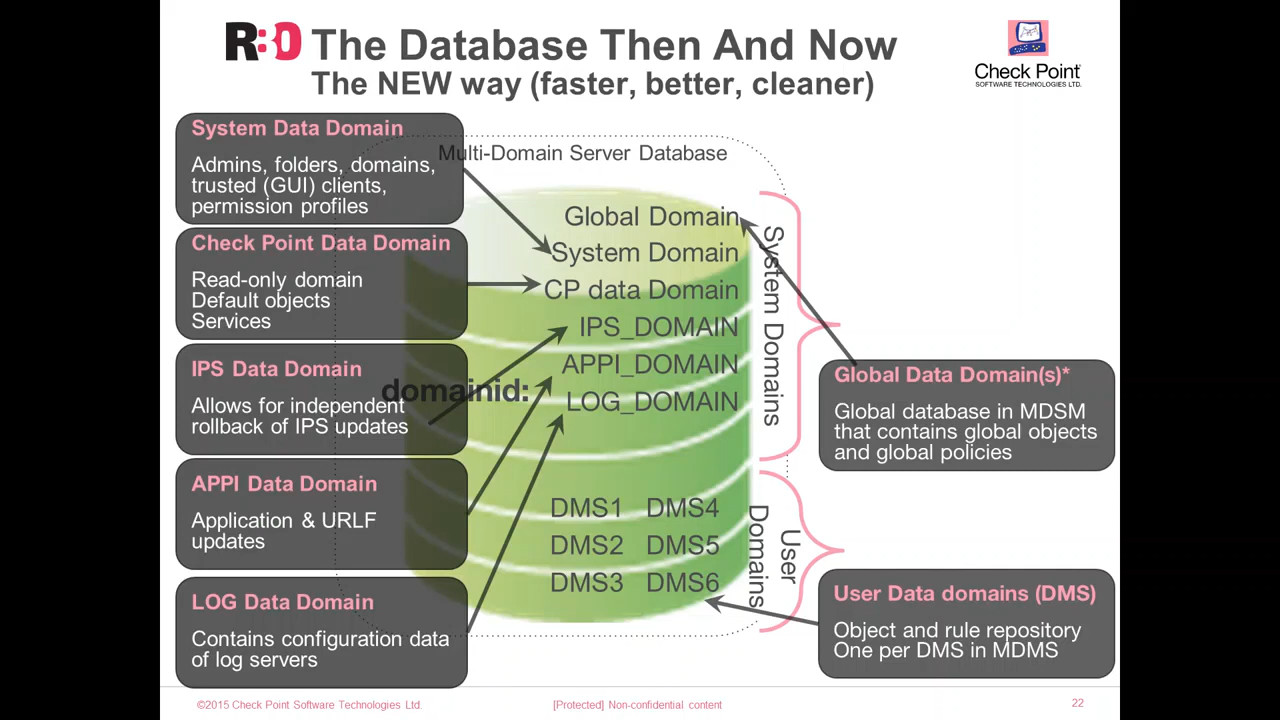 R80 The Database Then And Now
The NEW way (faster, better, cleaner)
Check Point
SOFTWARE TECHNOLOGIES LTD.
System Data Domain
Admins, folders, domains,
trusted (GUI) clients,
permission profiles
Check Point Data Domain
Read-only domain
Default objects
Services
IPS Data Domain
Allows for independent
rollback of IPS updates
APPI Data Domain
Application & URLF
updates
LOG Data Domain
Contains configuration data
of log servers
Multi-Domain Server Database
Global Domain
System Domain
CP data Domain
IPS_DOMAIN
APPI_DOMAIN
LOG_DOMAIN
domainid:
DMS1 DMS4
DMS2 DMS5
DMS3 DMS6
System Domains
User
Domains
Global Data Domain(s)*
Global database in MDSM
that contains global objects
and global policies
User Data domains (DMS)
Object and rule repository
One per DMS in MDMS
©2015 Check Point Software Technologies Ltd.
[Protected] Non-confidential content
22